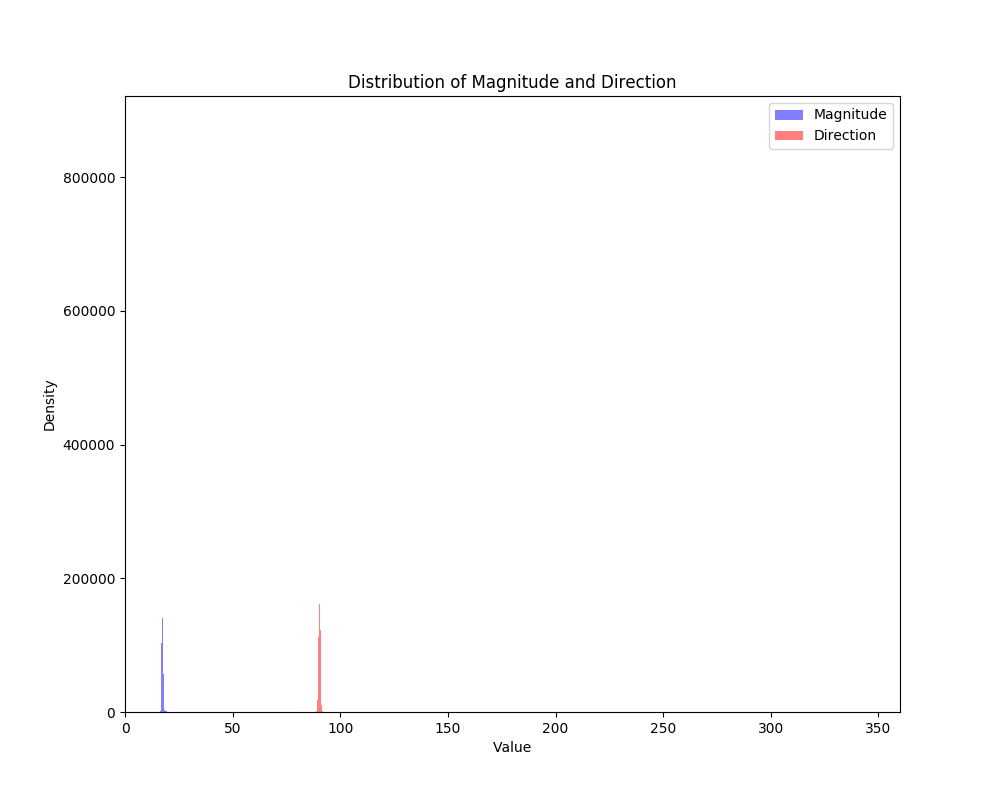 Distribution of Magnitude and Direction
Magnitude
Direction
800000
600000
400000
200000
0
Density
0 50 100 150 200 250 300 350
Value